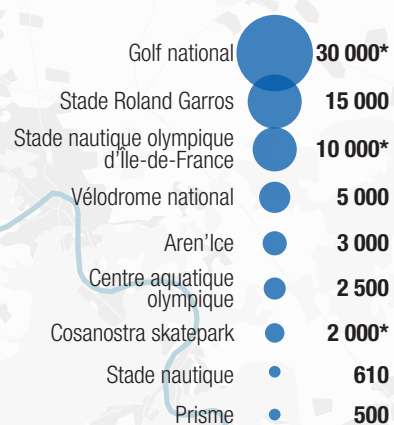 Golf national 30 000*
Stade Roland Garros 15 000
Stade nautique olympique
d’Île-de-France 10 000*
Vélodrome national 5 000
Aren’Ice 3 000
Centre aquatique
olympique 2 500
Cosanostra skatepark 2 000*
Stade nautique 610
Prisme 500